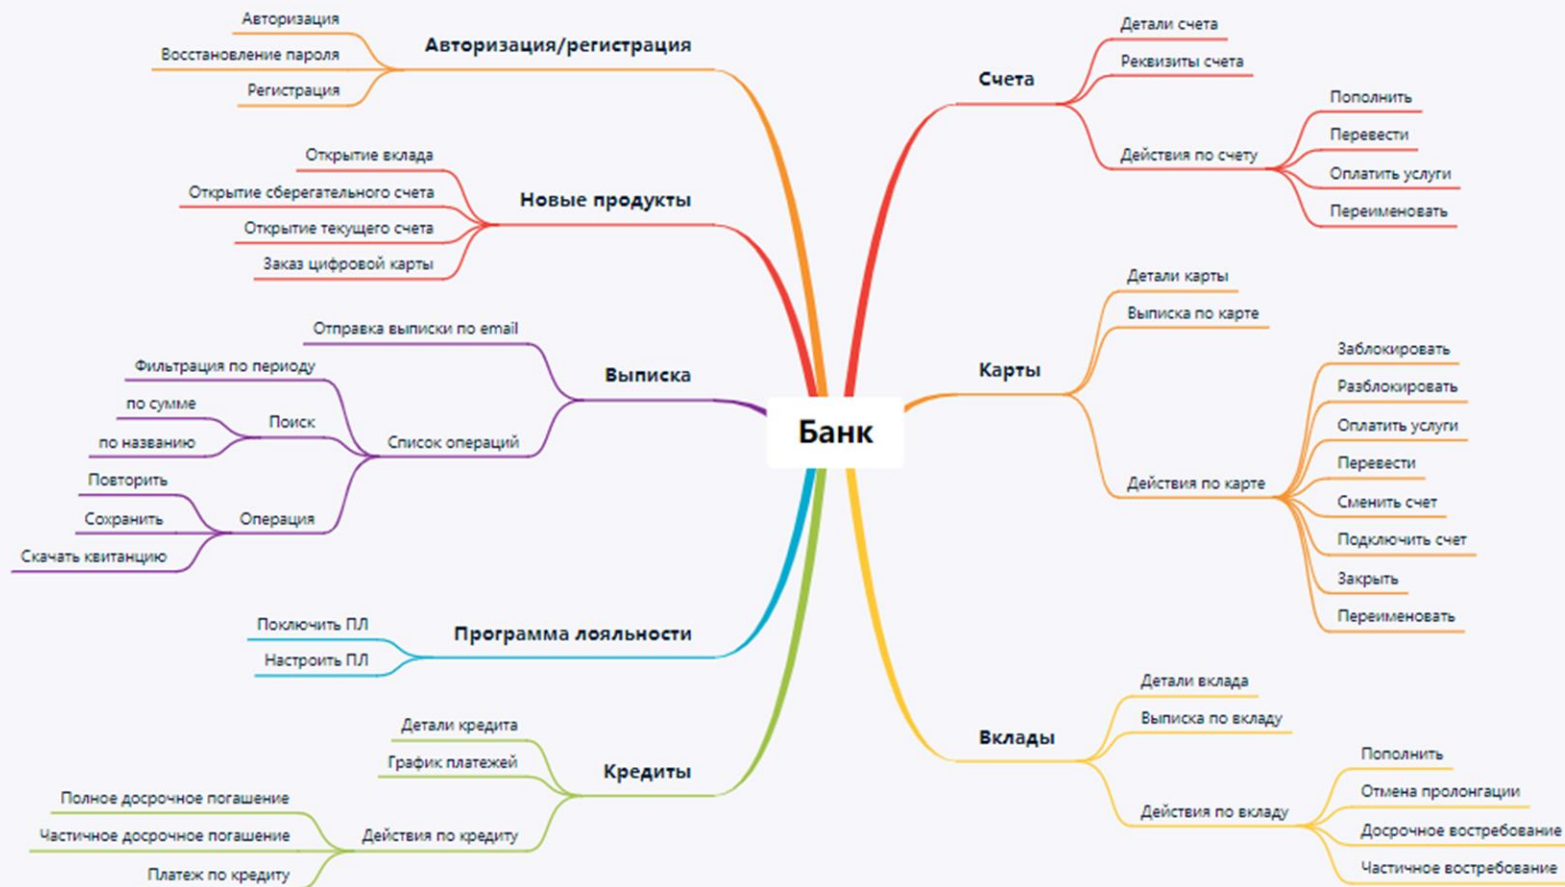 Банк
Авторизация/регистрация
Авторизация
Восстановление пароля
Регистрация
Новые продукты
Открытие вклада
Открытие сберегательного счета
Открытие текущего счета
Заказ цифровой карты
Выписка
Отправка выписки по email
Список операций
Фильтрация по периоду
Поиск
по сумме
по названию
Операция
Повторить
Сохранить
Скачать квитанцию
Программа лояльности
Поключить ПЛ
Настроить ПЛ
Кредиты
Детали кредита
График платежей
Действия по кредиту
Полное досрочное погашение
Частичное досрочное погашение
Платеж по кредиту
Счета
Детали счета
Реквизиты счета
Действия по счету
Пополнить
Перевести
Оплатить услуги
Переименовать
Карты
Детали карты
Выписка по карте
Действия по карте
Заблокировать
Разблокировать
Оплатить услуги
Перевести
Сменить счет
Подключить счет
Закрыть
Переименовать
Вклады
Детали вклада
Выписка по вкладу
Действия по вкладу
Пополнить
Отмена пролонгации
Досрочное востребование
Частичное востребование